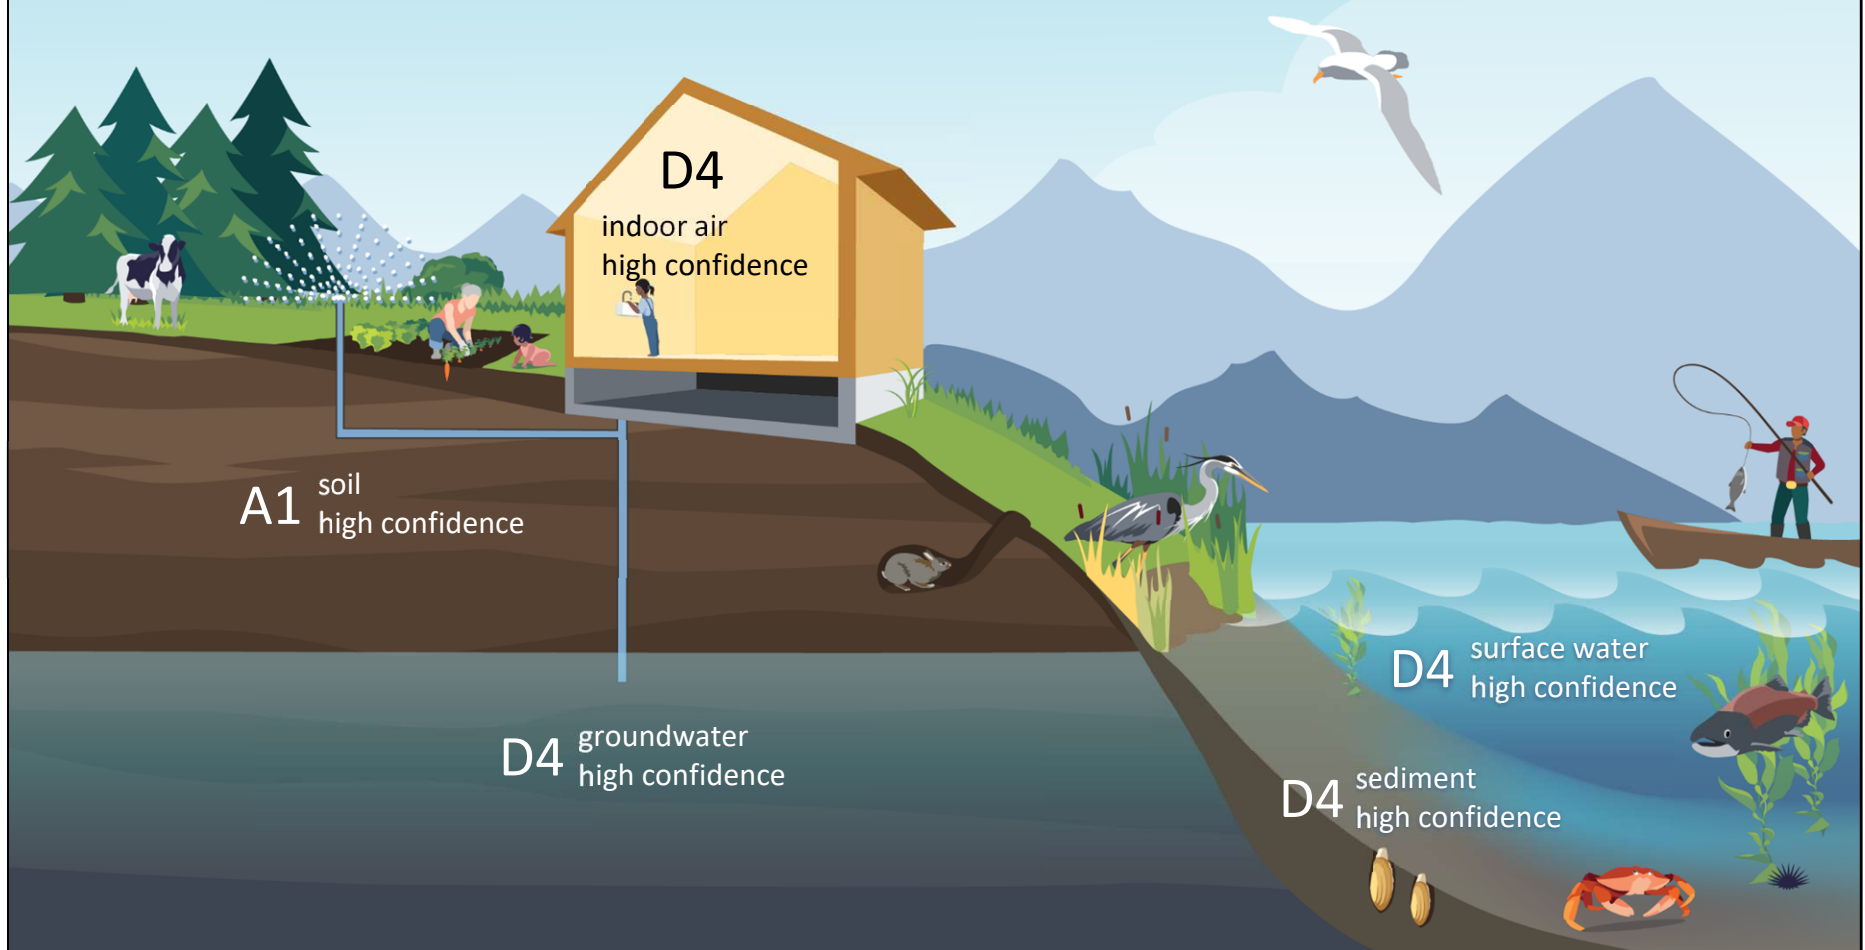 D4
indoor air
high confidence
A1
soil
high confidence
D4
surface water
high confidence
D4
groundwater
high confidence
D4
sediment
high confidence